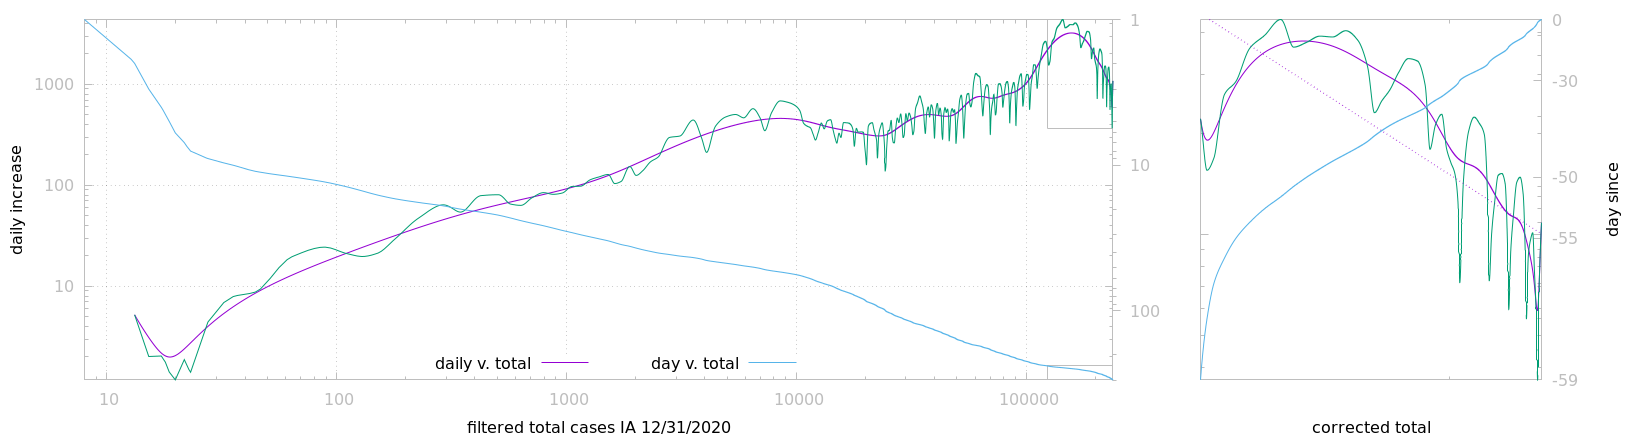 1 0
1000
-30
daily increase
10
100
-50
day since
-55
10
100
daily v. total day v. total
-59
10 100 1000 10000 100000
filtered total cases IA 12/31/2020 corrected total